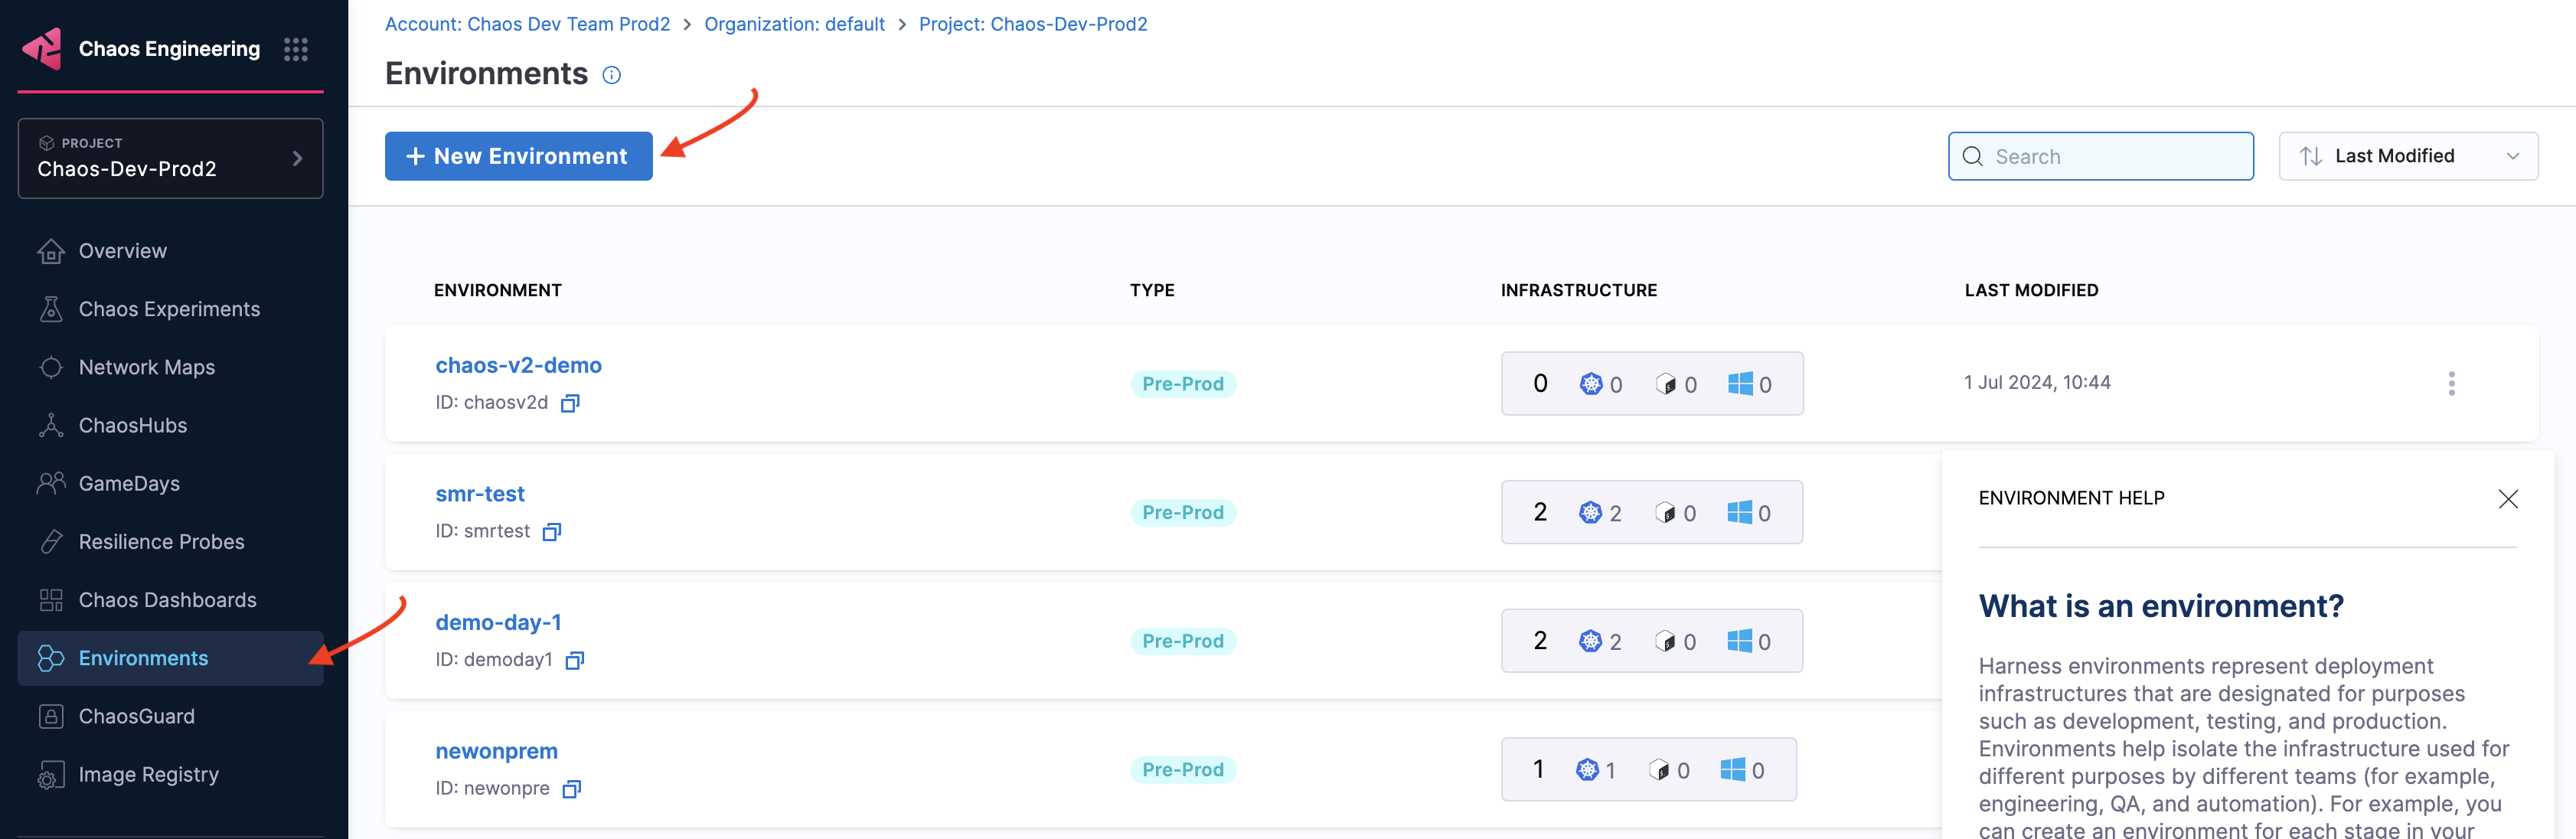 Chaos Engineering
PROJECT
Chaos-Dev-Prod2
Overview
Chaos Experiments
Network Maps
ChaosHubs
GameDays
Resilience Probes
Chaos Dashboards
Environments
ChaosGuard
Image Registry
Account: Chaos Dev Team Prod2 > Organization: default > Project: Chaos-Dev-Prod2
Environments
+ New Environment
Search
Last Modified
ENVIRONMENT TYPE INFRASTRUCTURE LAST MODIFIED
chaos-v2-demo
ID: chaosv2d
Pre-Prod
0 0 0 0
1 Jul 2024, 10:44
smr-test
ID: smrtest
Pre-Prod
2 2 0 0
demo-day-1
ID: demoday1
Pre-Prod
2 2 0 0
newonprem
ID: newonpre
Pre-Prod
1 1 0 0
ENVIRONMENT HELP
What is an environment?
Harness environments represent deployment
infrastructures that are designated for purposes
such as development, testing, and production.
Environments help isolate the infrastructure used for
different purposes by different teams (for example,
engineering, QA, and automation). For example, you
can create an environment for each stage in your